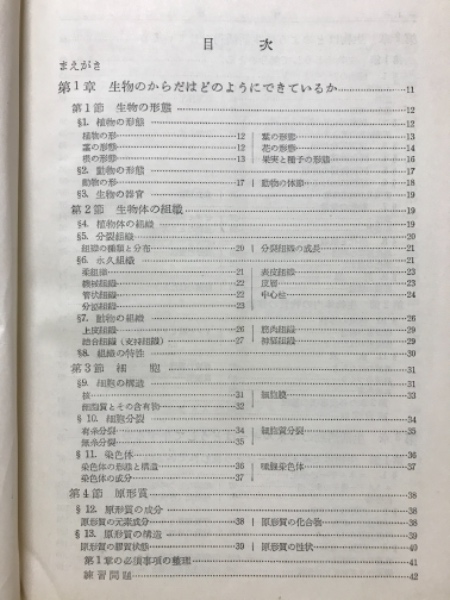 目次
まえがき
第1章 生物のからだはどのようにできているか 11
第1節 生物の形態 12
§1. 植物の形態 12
植物の形 12 葉の形態 13
茎の形態 12 花の形態 14
根の形態 13 果実と種子の形態 16
§2. 動物の形態 17
動物の形 17 動物の体節 18
§3. 生物の器官 19
第2節 生物体の組織 19
§4. 植物体の組織 19
§5. 分裂組織 20
組織の種類と分布 20 分裂組織の成長 21
§6. 永久組織 21
柔組織 21 表皮組織 23
機械組織 22 皮層 23
管状組織 22 中心柱 24
分泌組織 23
§7. 動物の組織 26
上皮組織 26 筋肉組織 29
結合組織(支持組織) 27 神経組織 29
§8. 組織の特性 30
第3節 細胞 31
§9. 細胞の構造 31
核 31 細胞膜 33
細胞質とその含有物 32
§10. 細胞分裂 34
有糸分裂 34 細胞質分裂 35
無糸分裂 35
§11. 染色体 36
染色体の形態と構造 36 唾腺染色体 37
染色体の成分 37
第4節 原形質 38
§12. 原形質の成分 38
原形質の元素成分 38 原形質の化合物 38
§13. 原形質の構造 39
原形質の膠質状態 39 原形質の性状 40
第1章の必須事項の整理 41
練習問題 42